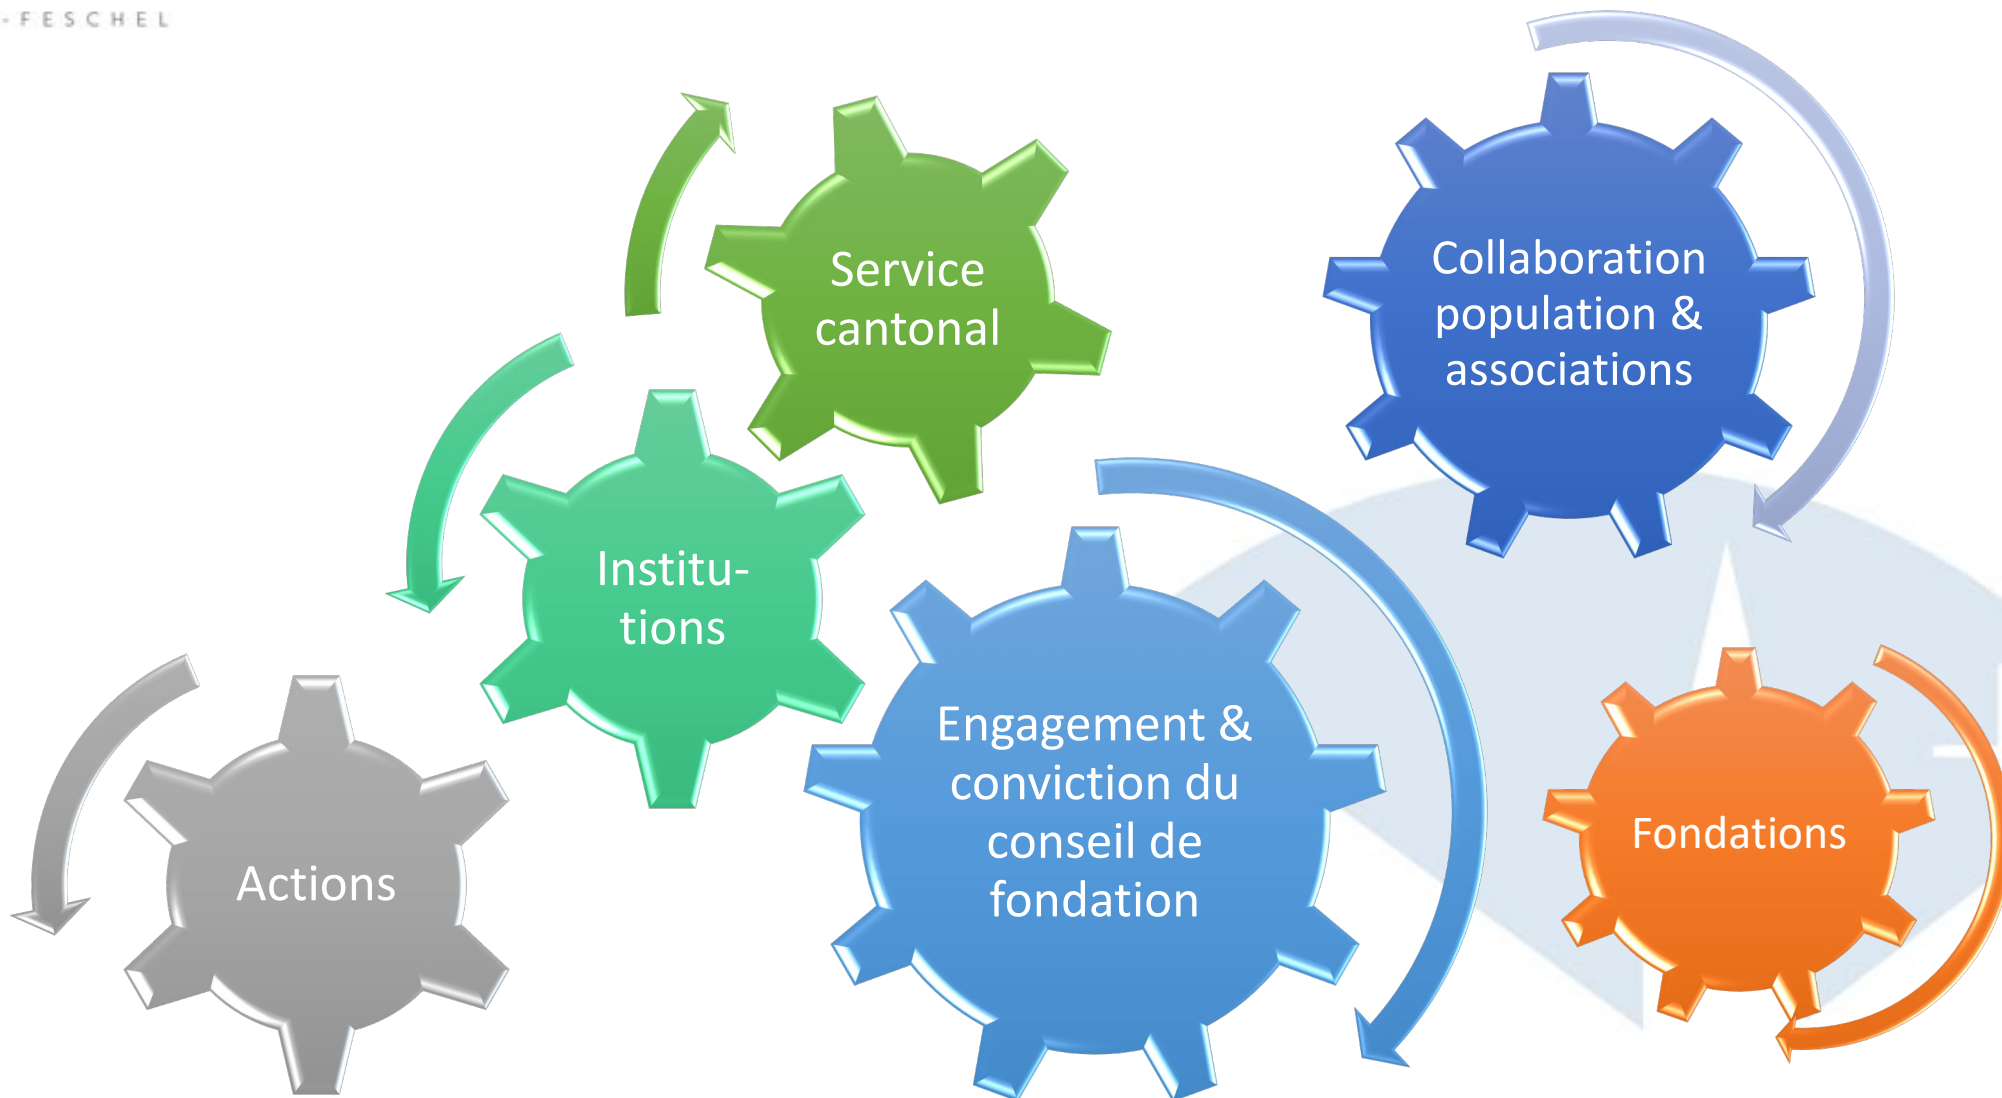 -FESCHEL
Service
cantonal
Collaboration
population &
associations
Institu-
tions
Engagement &
conviction du
conseil de
fondation
Fondations
Actions